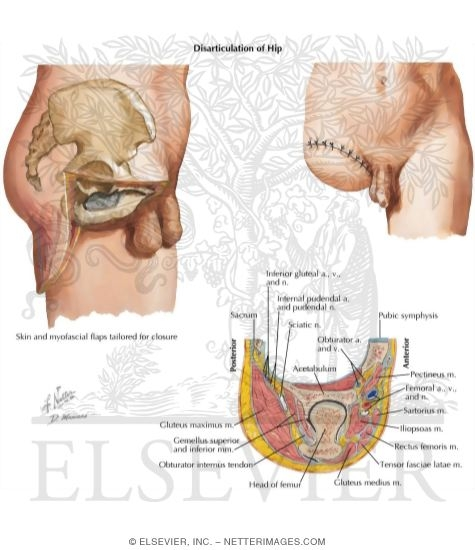 Disarticulation of Hip
Skin and myofascial flaps tailored for closure
Inferior gluteal a., v.,
and n.
Internal pudendal a.
and pudendal n.
Sacrum
Sciatic n.
Pubic symphysis
Obturator a.
and v.
Posterior
Anterior
Acetabulum
Pectineus m.
Femoral a., v.,
and n.
Sartorius m.
Gluteus maximus m.
Iliopsoas m.
Gemellus superior
and inferior mm.
Rectus femoris m.
Obturator internus tendon
Tensor fasciae latae m.
Head of femur
Gluteus medius m.
ELSEVIER
© ELSEVIER, INC. – NETTERIMAGES.COM